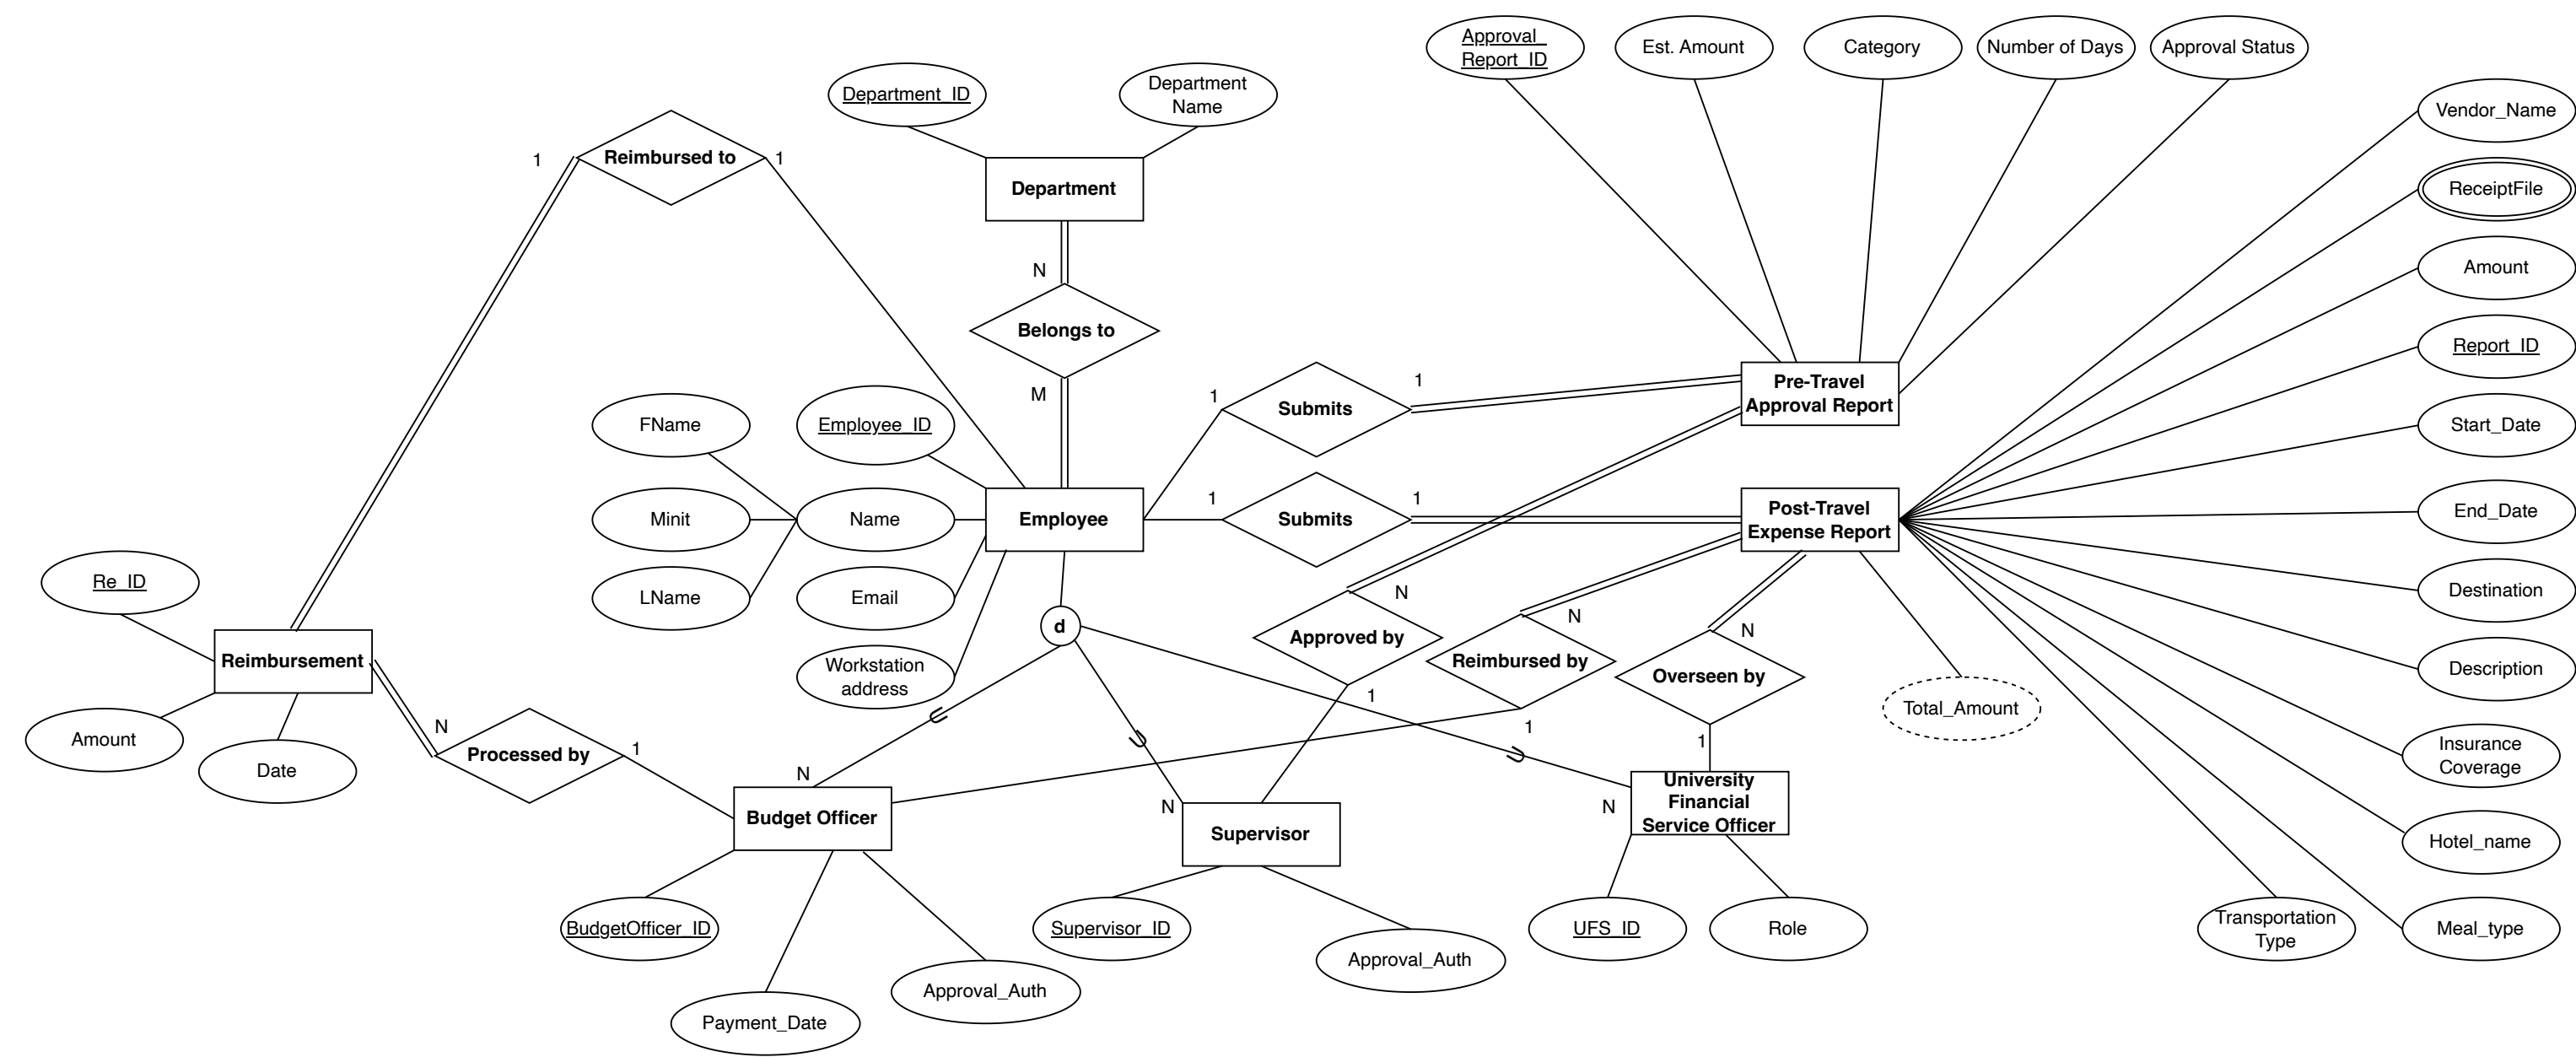 Approval_
Report_ID
Est. Amount
Category
Number of Days
Approval Status
Department_ID
Department
Name
Vendor_Name
1
Reimbursed to
1
Department
ReceiptFile
N
Amount
Belongs to
Report_ID
M
1
1
Submits
Pre-Travel
Approval Report
FName
Employee_ID
Start_Date
Minit
Name
Employee
1
Submits
1
Post-Travel
Expense Report
End_Date
Re_ID
LName
Email
d
N
N
N
Destination
Reimbursement
Workstation
address
Approved by
Reimbursed by
Overseen by
Description
1
1
1
Total_Amount
Amount
Date
N
Processed by
1
U
U
U
Insurance
Coverage
N
Budget Officer
N
Supervisor
N
University
Financial
Service Officer
Hotel_name
BudgetOfficer_ID
Supervisor_ID
UFS_ID
Role
Transportation
Type
Meal_type
Approval_Auth
Approval_Auth
Payment_Date